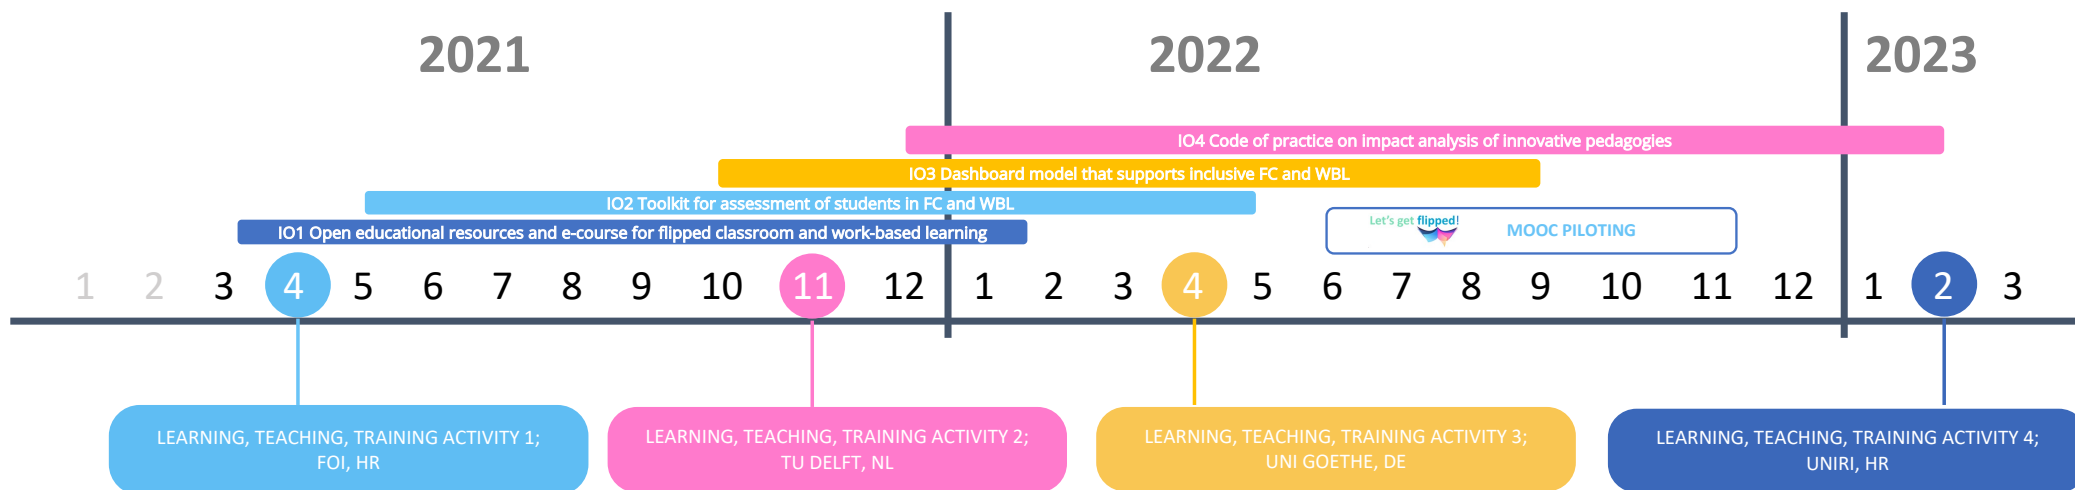 2021
2022
2023
IO4 Code of practice on impact analysis of innovative pedagogies
IO3 Dashboard model that supports inclusive FC and WBL
IO2 Toolkit for assessment of students in FC and WBL
IO1 Open educational resources and e-course for flipped classroom and work-based learning
Let's get flipped!
MOOC PILOTING
1 2 3 4 5 6 7 8 9 10 11 12 1 2 3 4 5 6 7 8 9 10 11 12 1 2 3
LEARNING, TEACHING, TRAINING ACTIVITY 1;
FOI, HR
LEARNING, TEACHING, TRAINING ACTIVITY 2;
TU DELFT, NL
LEARNING, TEACHING, TRAINING ACTIVITY 3;
UNI GOETHE, DE
LEARNING, TEACHING, TRAINING ACTIVITY 4;
UNIRI, HR